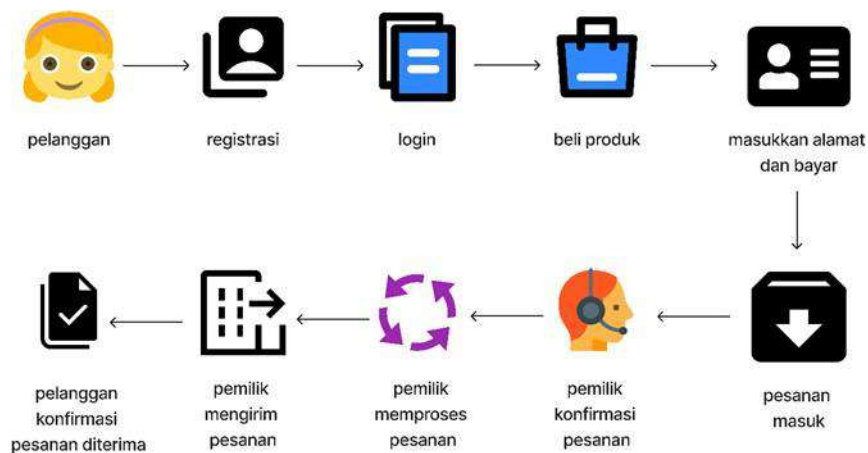 pelanggan
registrasi
login
beli produk
masukkan alamat
dan bayar
pesanan
masuk
pemilik
konfirmasi
pesanan
pemilik
memproses
pesanan
pemilik
mengirim
pesanan
pelanggan
konfirmasi
pesanan diterima